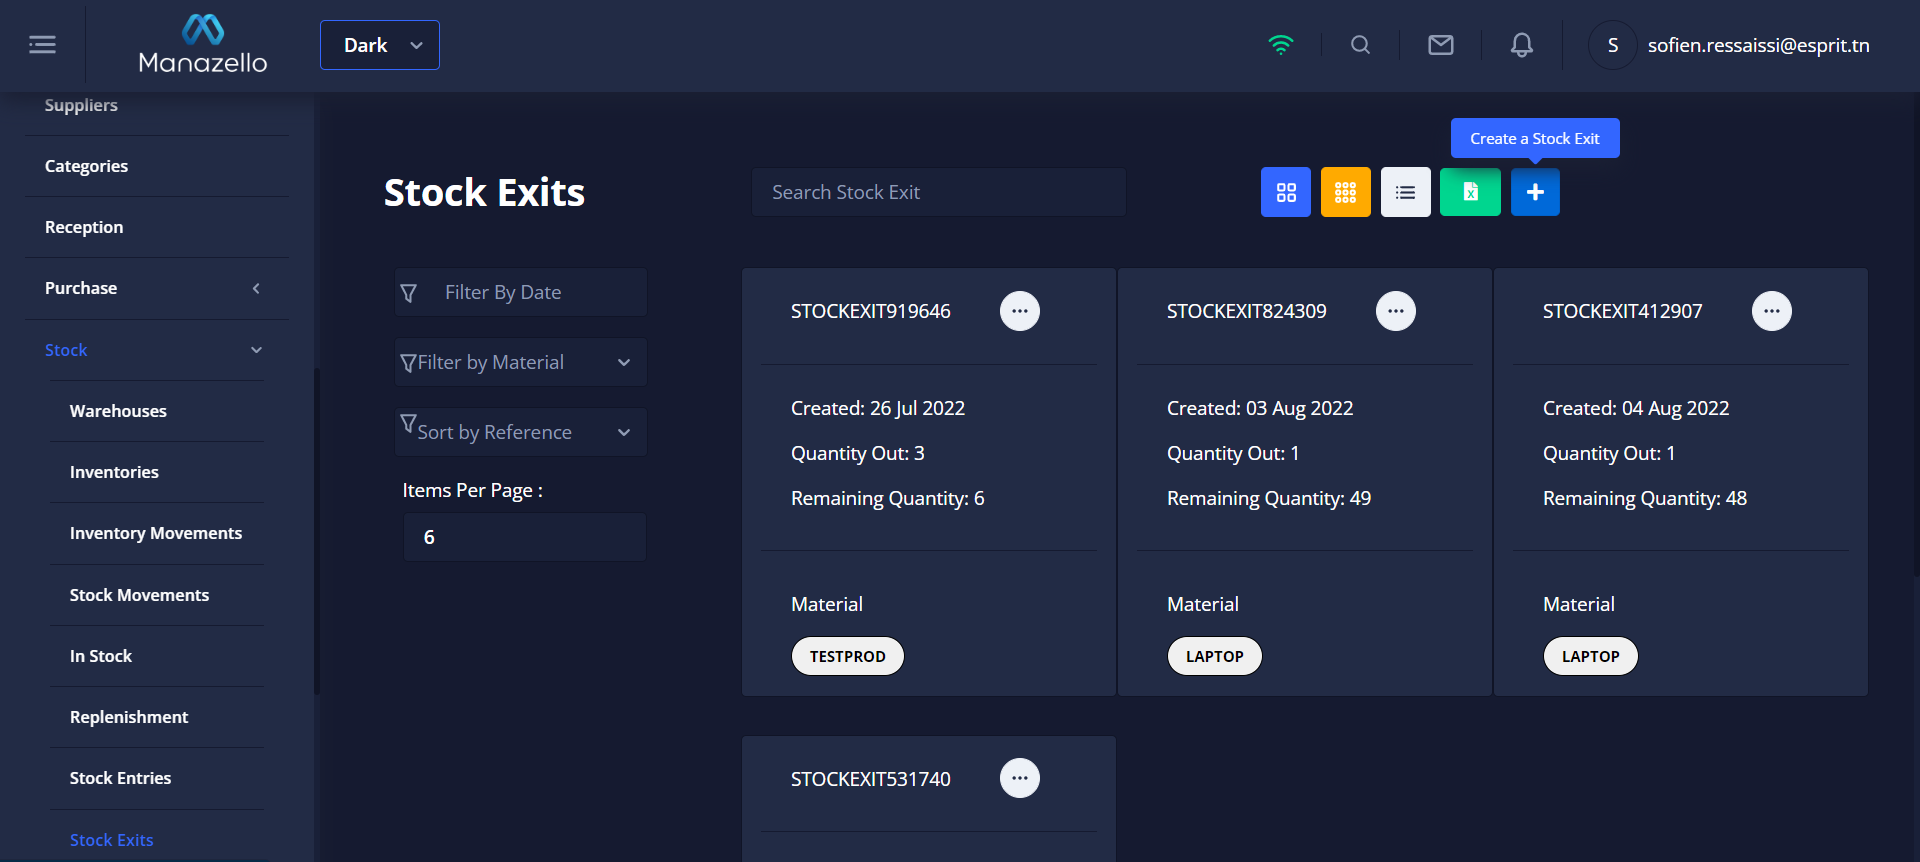 Manazello
Dark
S
sofien.ressaissi@esprit.tn
Suppliers
Categories
Reception
Purchase
Stock
Warehouses
Inventories
Inventory Movements
Stock Movements
In Stock
Replenishment
Stock Entries
Stock Exits
Create a Stock Exit
Stock Exits
Search Stock Exit
X
Filter By Date
Filter by Material
Sort by Reference
Items Per Page :
6
STOCKEXIT919646
Created: 26 Jul 2022
Quantity Out: 3
Remaining Quantity: 6
Material
TESTPROD
STOCKEXIT824309
Created: 03 Aug 2022
Quantity Out: 1
Remaining Quantity: 49
Material
LAPTOP
STOCKEXIT412907
Created: 04 Aug 2022
Quantity Out: 1
Remaining Quantity: 48
Material
LAPTOP
STOCKEXIT531740